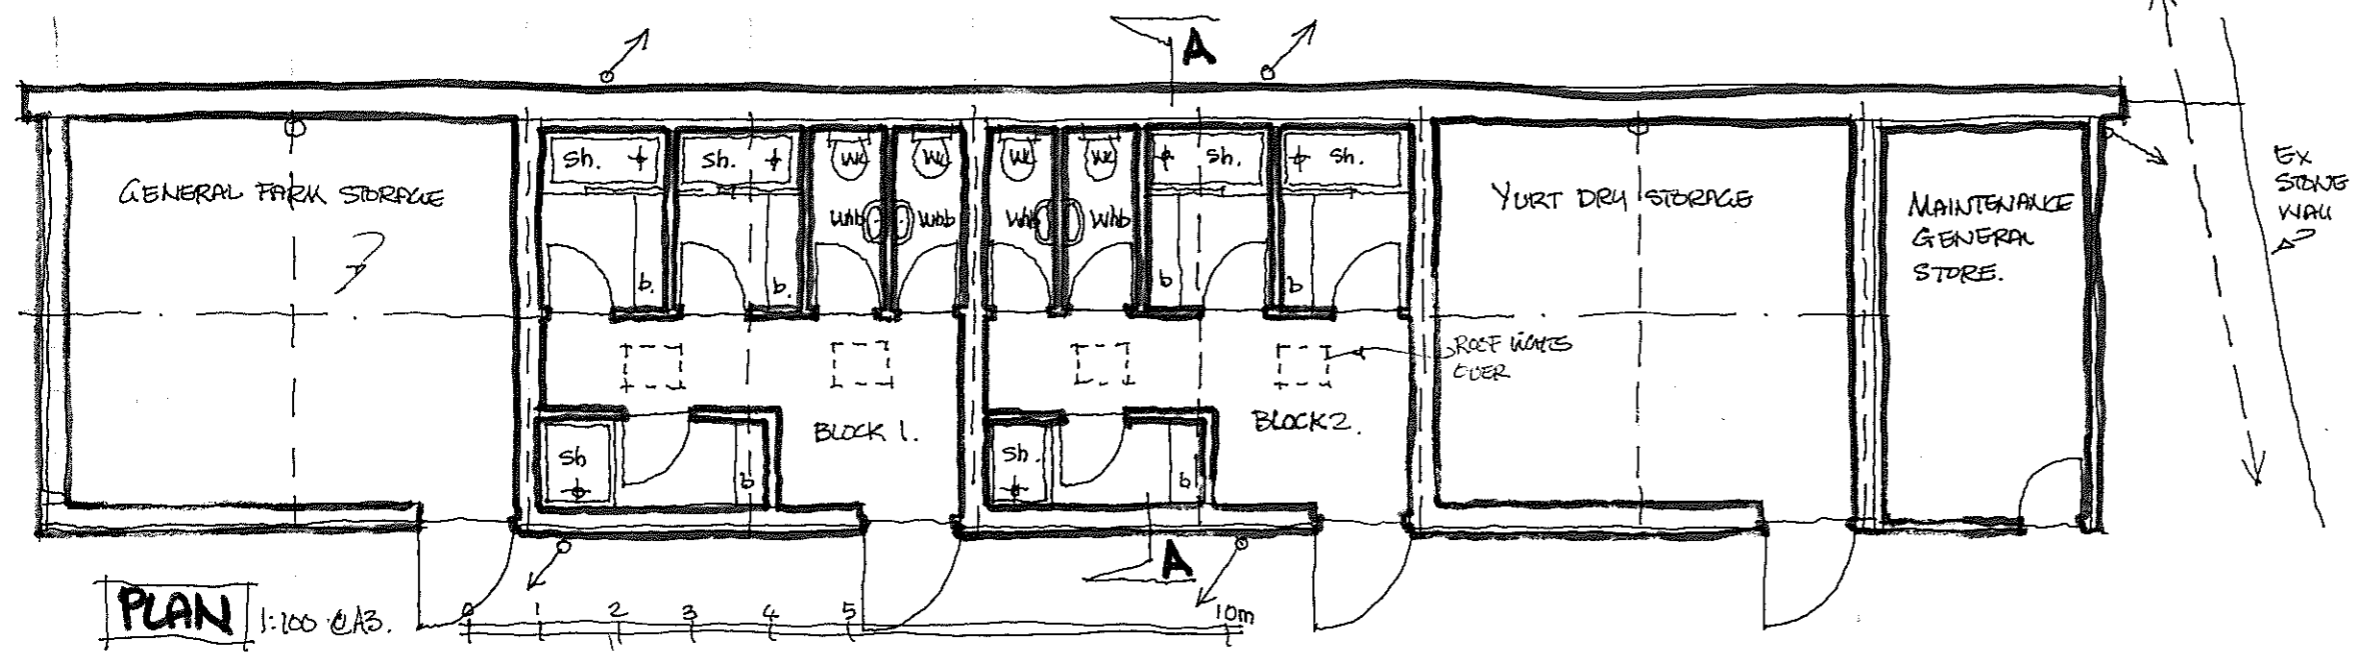 A
Sh.
Sh.
WC
WC
WC
WC
Sh.
Sh.
EX
STONE
WALL
GENERAL FARM STORAGE
?
YURT DRY STORAGE
MAINTENANCE
GENERAL
STORE.
whb
whb
whb
whb
b.
b.
b
b
ROOF LIGHTS
OVER
BLOCK 1.
BLOCK 2.
Sh
b
Sh.
b
A
PLAN
1:100 @ A3.
0 1 2 3 4 5 10m